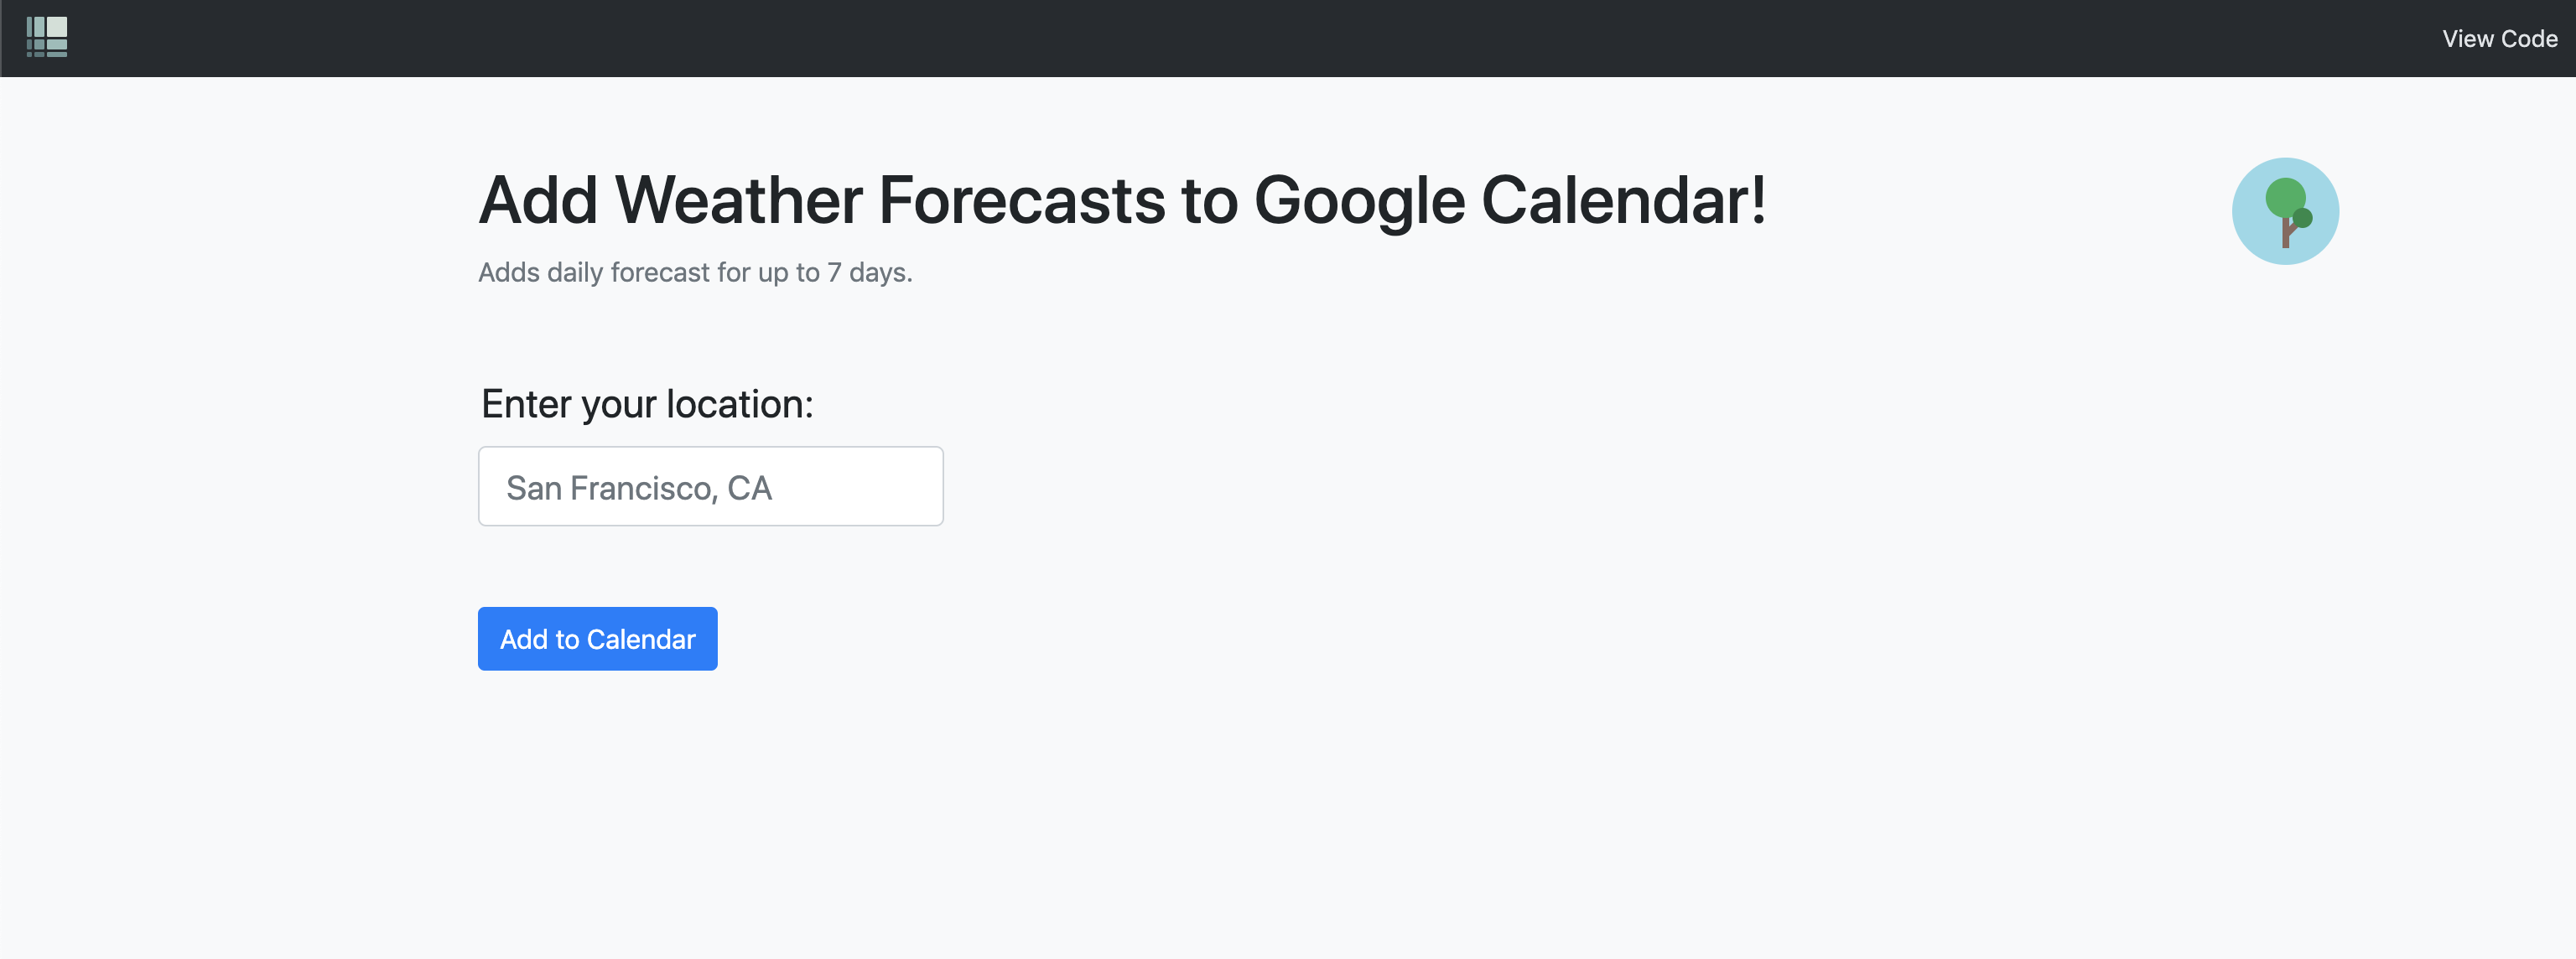 View Code
Add Weather Forecasts to Google Calendar!
Adds daily forecast for up to 7 days.
Enter your location:
San Francisco, CA
Add to Calendar